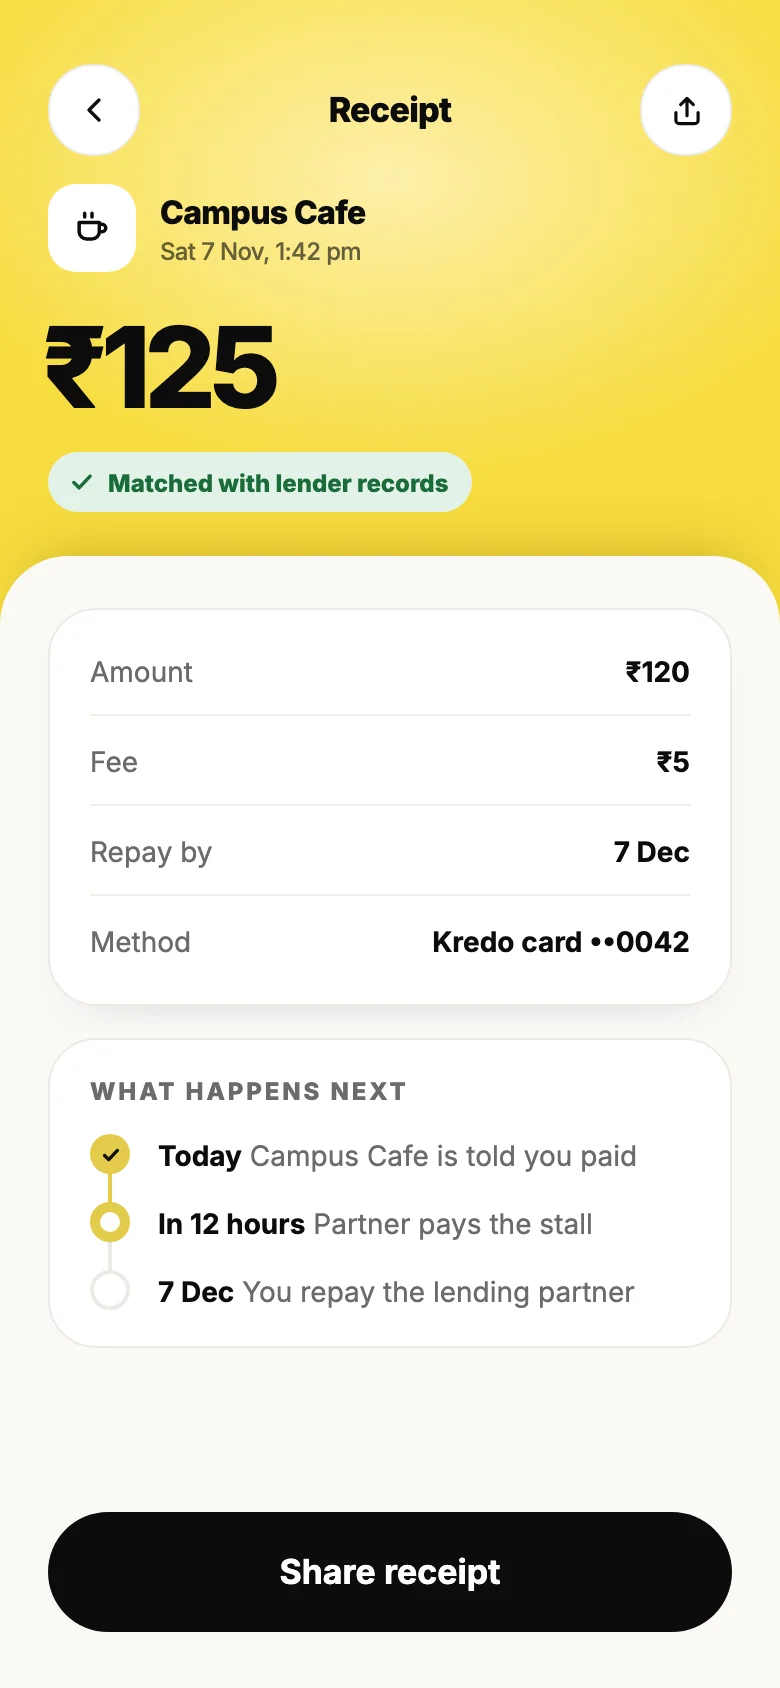 Receipt
Campus Cafe
Sat 7 Nov, 1:42 pm
₹125
Matched with lender records
Amount ₹120
Fee ₹5
Repay by 7 Dec
Method Kredo card ••0042
WHAT HAPPENS NEXT
Today Campus Cafe is told you paid
In 12 hours Partner pays the stall
7 Dec You repay the lending partner
Share receipt